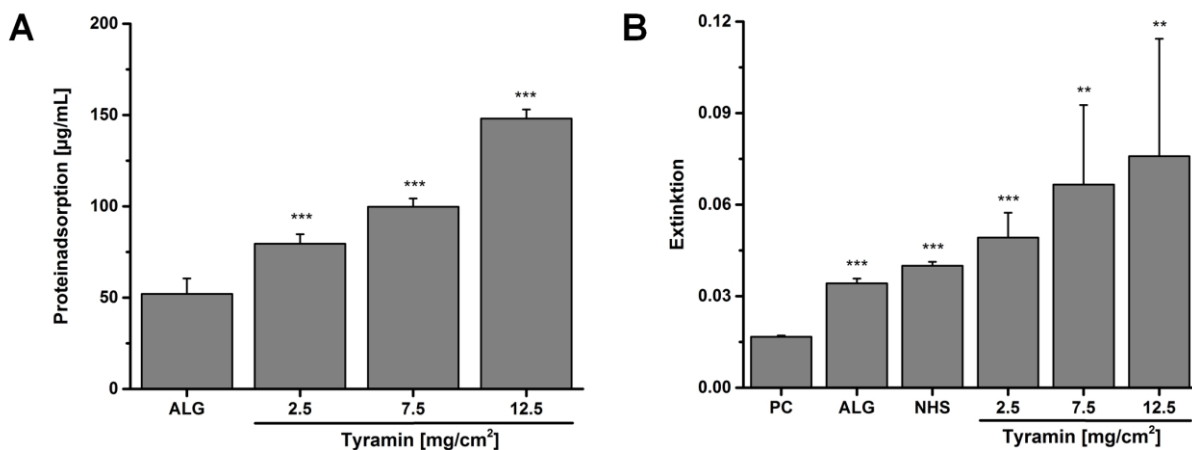 A
Proteinadsorption [µg/mL]
200
150
100
50
0
***
***
***
ALG
2.5
7.5
12.5
Tyramin [mg/cm²]
B
Extinktion
0.12
0.09
0.06
0.03
0.00
***
***
***
**
**
PC
ALG
NHS
2.5
7.5
12.5
Tyramin [mg/cm²]